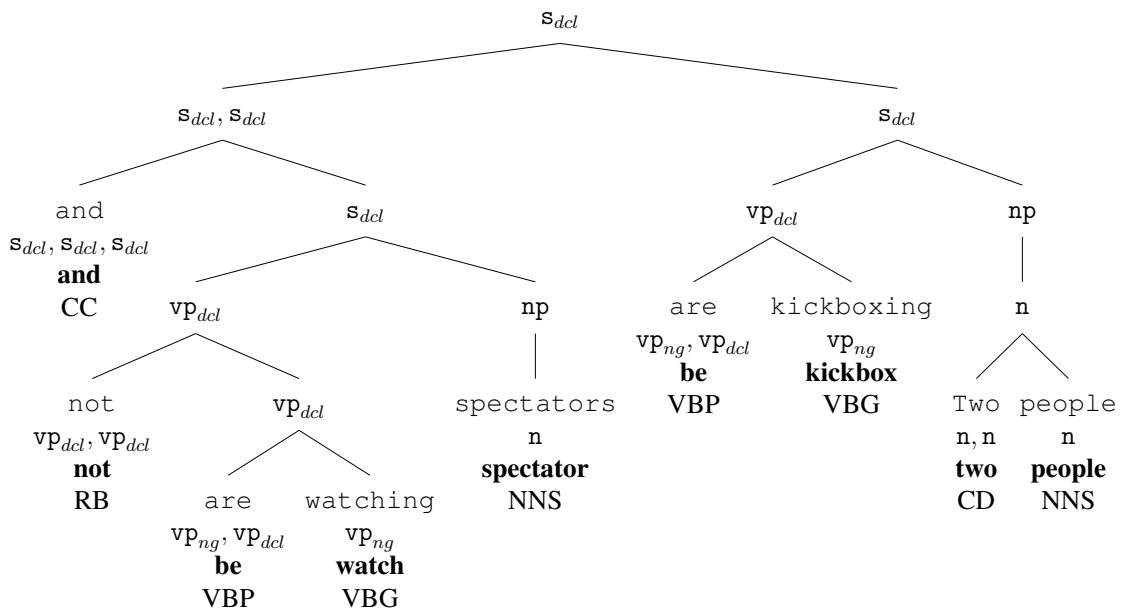 s_dcl
s_dcl, s_dcl s_dcl
and s_dcl vp_dcl np
s_dcl, s_dcl, s_dcl
and
CC vp_dcl np are kickboxing n
vp_ng, vp_dcl vp_ng
be kickbox
not vp_dcl spectators VBP VBG Two people
vp_dcl, vp_dcl n n, n n
not spectator two people
RB are watching NNS CD NNS
vp_ng, vp_dcl vp_ng
be watch
VBP VBG